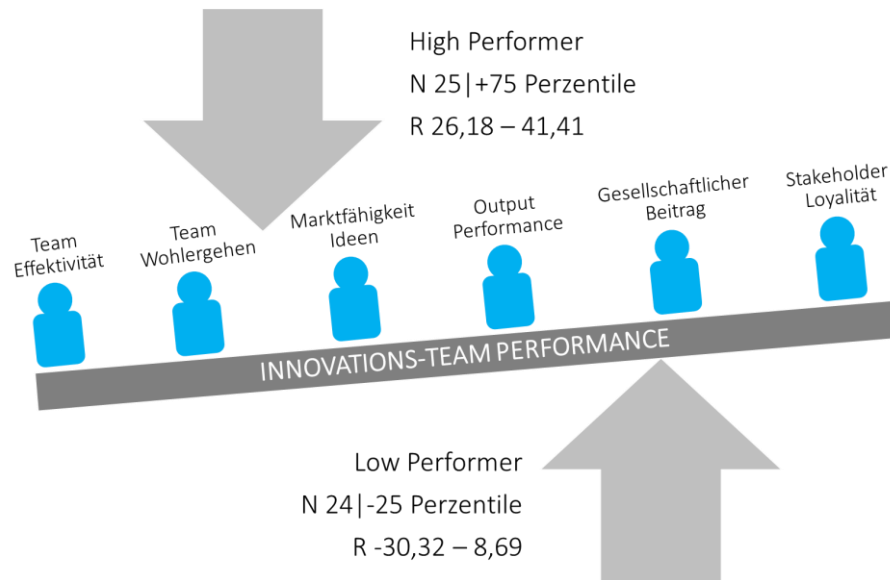 High Performer
N 25|+75 Perzentile
R 26,18 – 41,41
Team
Effektivität
Team
Wohlergehen
Marktfähigkeit
Ideen
Output
Performance
Gesellschaftlicher
Beitrag
Stakeholder
Loyalität
INNOVATIONS-TEAM PERFORMANCE
Low Performer
N 24|-25 Perzentile
R -30,32 – 8,69